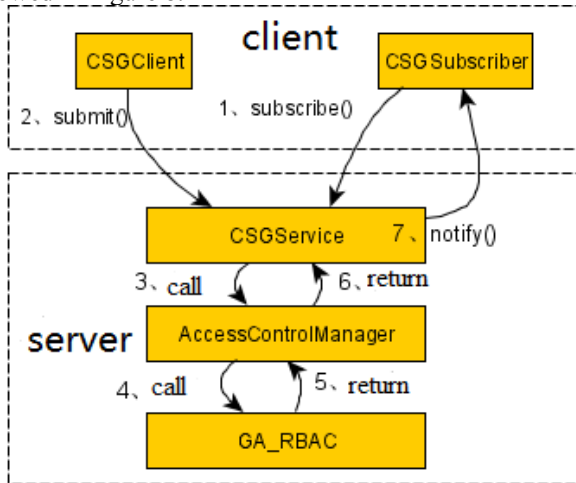 client
CSGClient
CSGSubscriber
2、submit()
1、subscribe()
CSGService
7、notify()
3、call
6、return
server
AccessControlManager
4、call
5、return
GA_RBAC